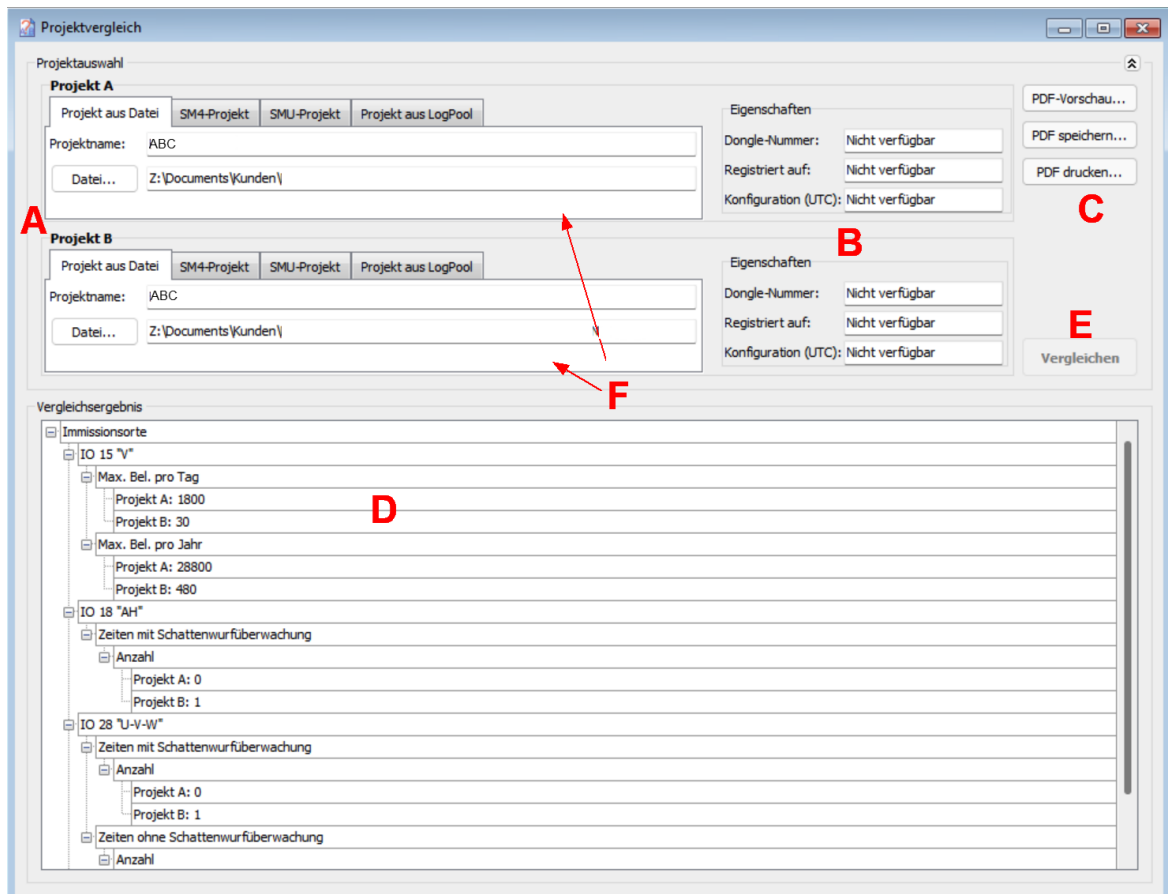 Projektvergleich
Projektauswahl
Projekt A
Projekt aus Datei SM4-Projekt SMU-Projekt Projekt aus LogPool
Projektname: ABC
Datei... Z:\Documents\Kunden\
Eigenschaften
Dongle-Nummer: Nicht verfügbar
Registriert auf: Nicht verfügbar
Konfiguration (UTC): Nicht verfügbar
PDF-Vorschau...
PDF speichern...
PDF drucken...
A
B
C
Projekt B
Projekt aus Datei SM4-Projekt SMU-Projekt Projekt aus LogPool
Projektname: ABC
Datei... Z:\Documents\Kunden\
Eigenschaften
Dongle-Nummer: Nicht verfügbar
Registriert auf: Nicht verfügbar
Konfiguration (UTC): Nicht verfügbar
E
Vergleichen
F
Vergleichsergebnis
Immissionsorte
IO 15 "V"
Max. Bel. pro Tag
Projekt A: 1800
D
Projekt B: 30
Max. Bel. pro Jahr
Projekt A: 28800
Projekt B: 480
IO 18 "AH"
Zeiten mit Schattenwurfüberwachung
Anzahl
Projekt A: 0
Projekt B: 1
IO 28 "U-V-W"
Zeiten mit Schattenwurfüberwachung
Anzahl
Projekt A: 0
Projekt B: 1
Zeiten ohne Schattenwurfüberwachung
Anzahl